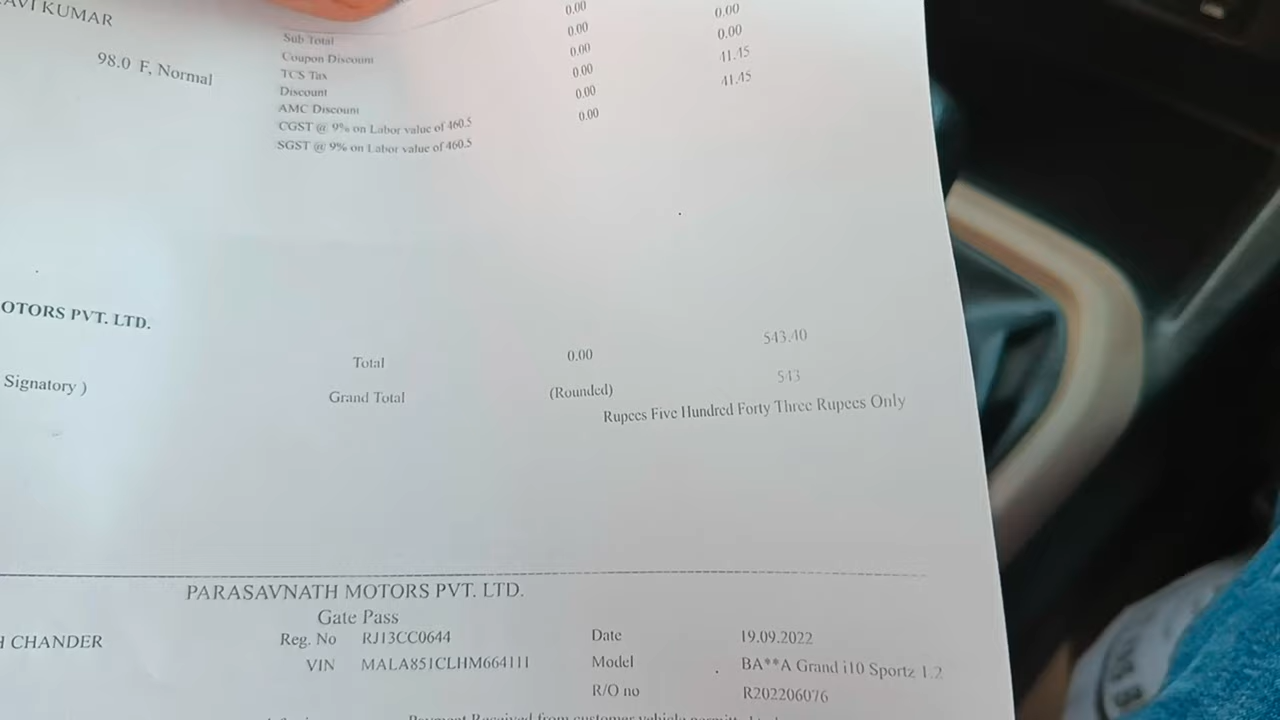 AVI KUMAR
98.0 F, Normal
0.00 0.00
Sub Total 0.00 0.00
Coupon Discount 0.00 41.45
TCS Tax 0.00 41.45
Discount 0.00
AMC Discount 0.00
CGST @ 9% on Labor value of 460.5
SGST @ 9% on Labor value of 460.5
OTORS PVT. LTD.
Signatory )
Total 0.00 543.40
Grand Total (Rounded) 543
Rupees Five Hundred Forty Three Rupees Only
PARASAVNATH MOTORS PVT. LTD.
Gate Pass
H CHANDER Reg. No RJ13CC0644 Date 19.09.2022
VIN MALA851CLHM664111 Model BA**A Grand i10 Sportz 1.2
R/O no R202206076
Payment Received from customer vehicle